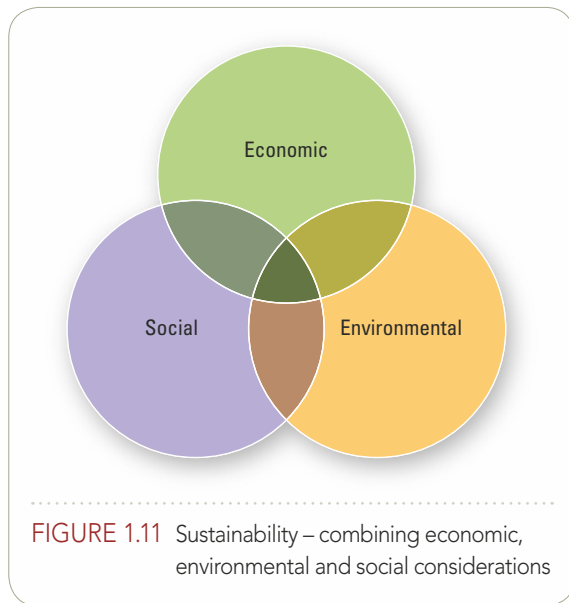 Economic
Social
Environmental
FIGURE 1.11 Sustainability – combining economic,
environmental and social considerations